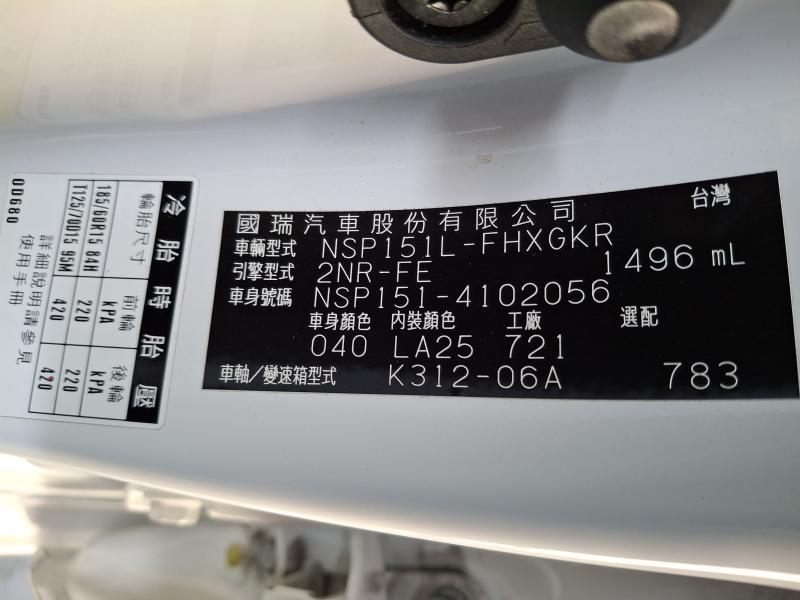 國瑞汽車股份有限公司 台灣
車輛型式 NSP151L-FHXGKR
引擎型式 2NR-FE 1496 mL
車身號碼 NSP151-4102056
車身顏色 內裝顏色 工廠 選配
040 LA25 721
車軸/變速箱型式 K312-06A 783
冷胎時胎壓
輪胎尺寸 前輪 後輪
185/60R15 84H kPa kPa
220 220
T125/70D15 95M 420 420
詳細說明請參見
使用手冊
0D680